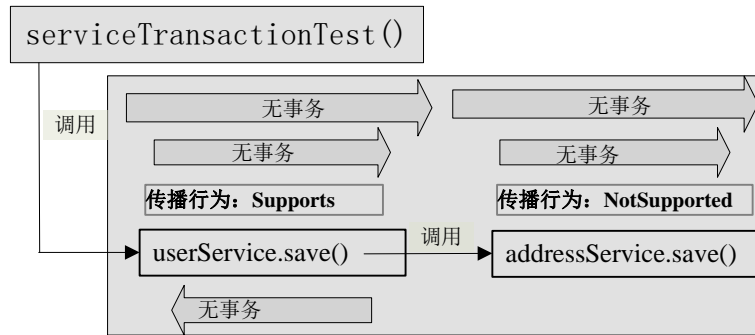 serviceTransactionTest()
调用
无事务
无事务
无事务
无事务
传播行为：Supports
传播行为：NotSupported
userService.save()
调用
addressService.save()
无事务